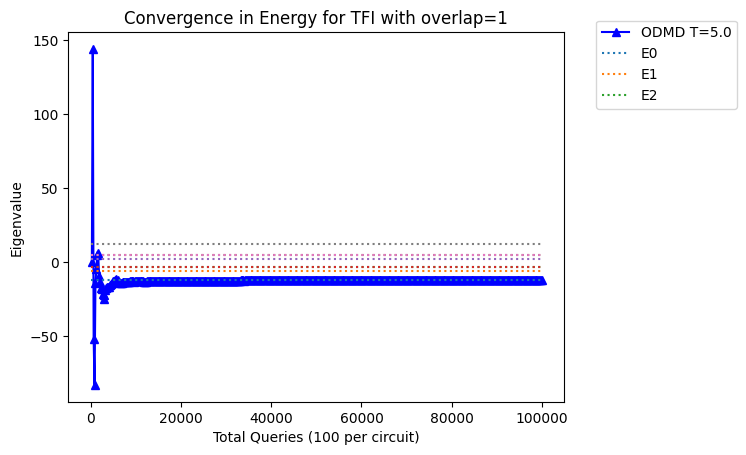 Convergence in Energy for TFI with overlap=1
ODMD T=5.0
E0
E1
E2
150
100
50
0
−50
Eigenvalue
0
20000
40000
60000
80000
100000
Total Queries (100 per circuit)